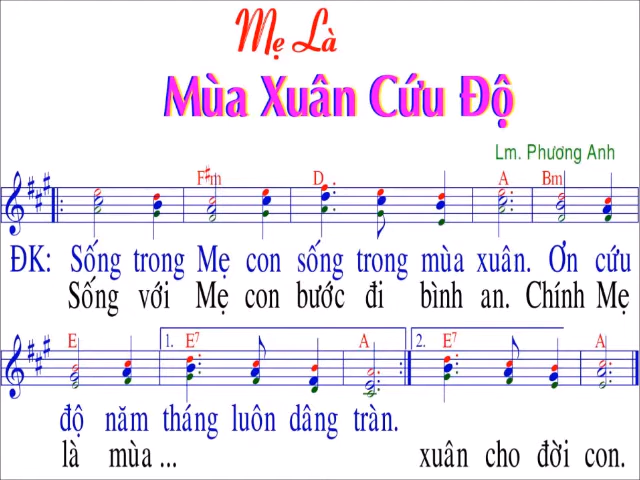 Mẹ Là
Mùa Xuân Cứu Độ
Lm. Phương Anh
F#m D A Bm
ĐK: Sống trong Mẹ con sống trong mùa xuân. Ơn cứu
Sống với Mẹ con bước đi bình an. Chính Mẹ
E 1. E7 A 2. E7 A
độ năm tháng luôn dâng tràn.
là mùa ... xuân cho đời con.